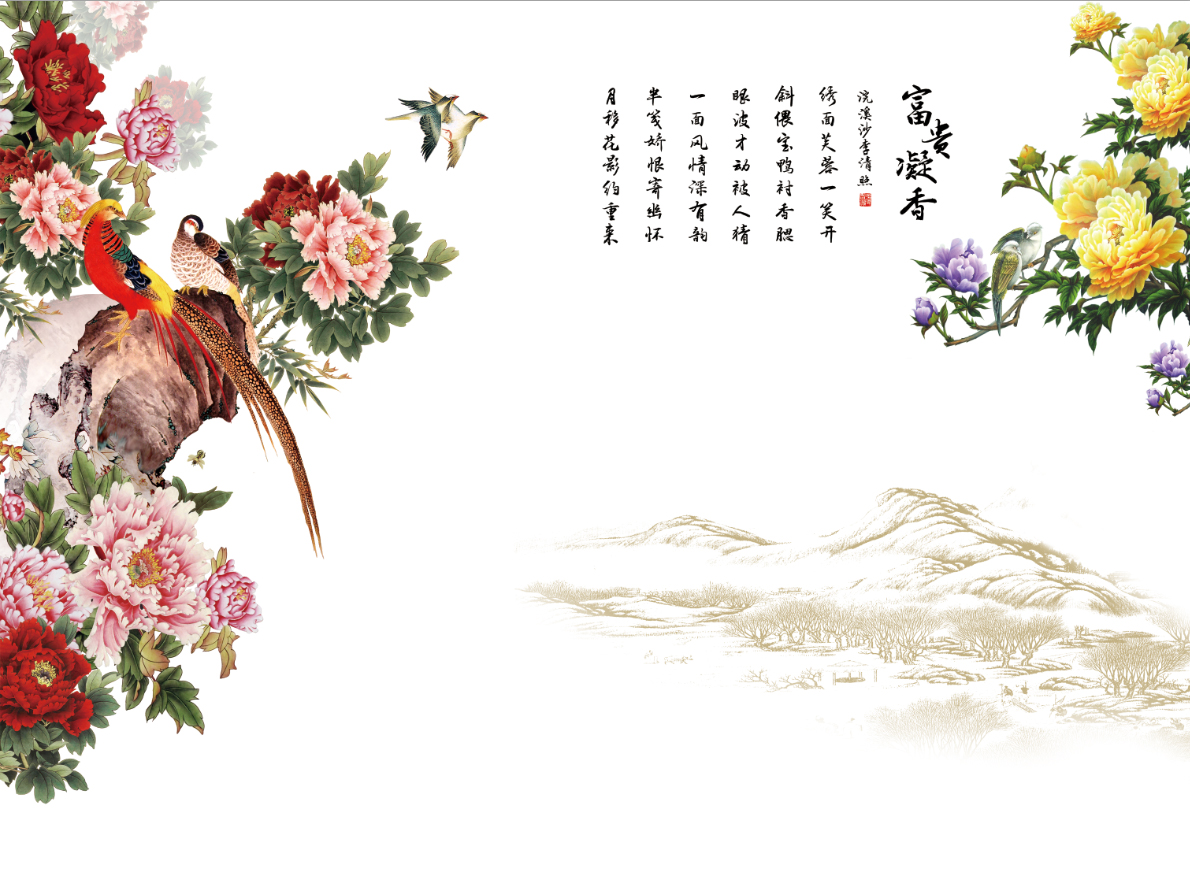 富贵凝香
浣溪沙李清照
绣面芙蓉一笑开
斜偎宝鸭衬香腮
眼波才动被人猜
一面风情深有韵
半笺娇恨寄幽怀
月移花影约重来